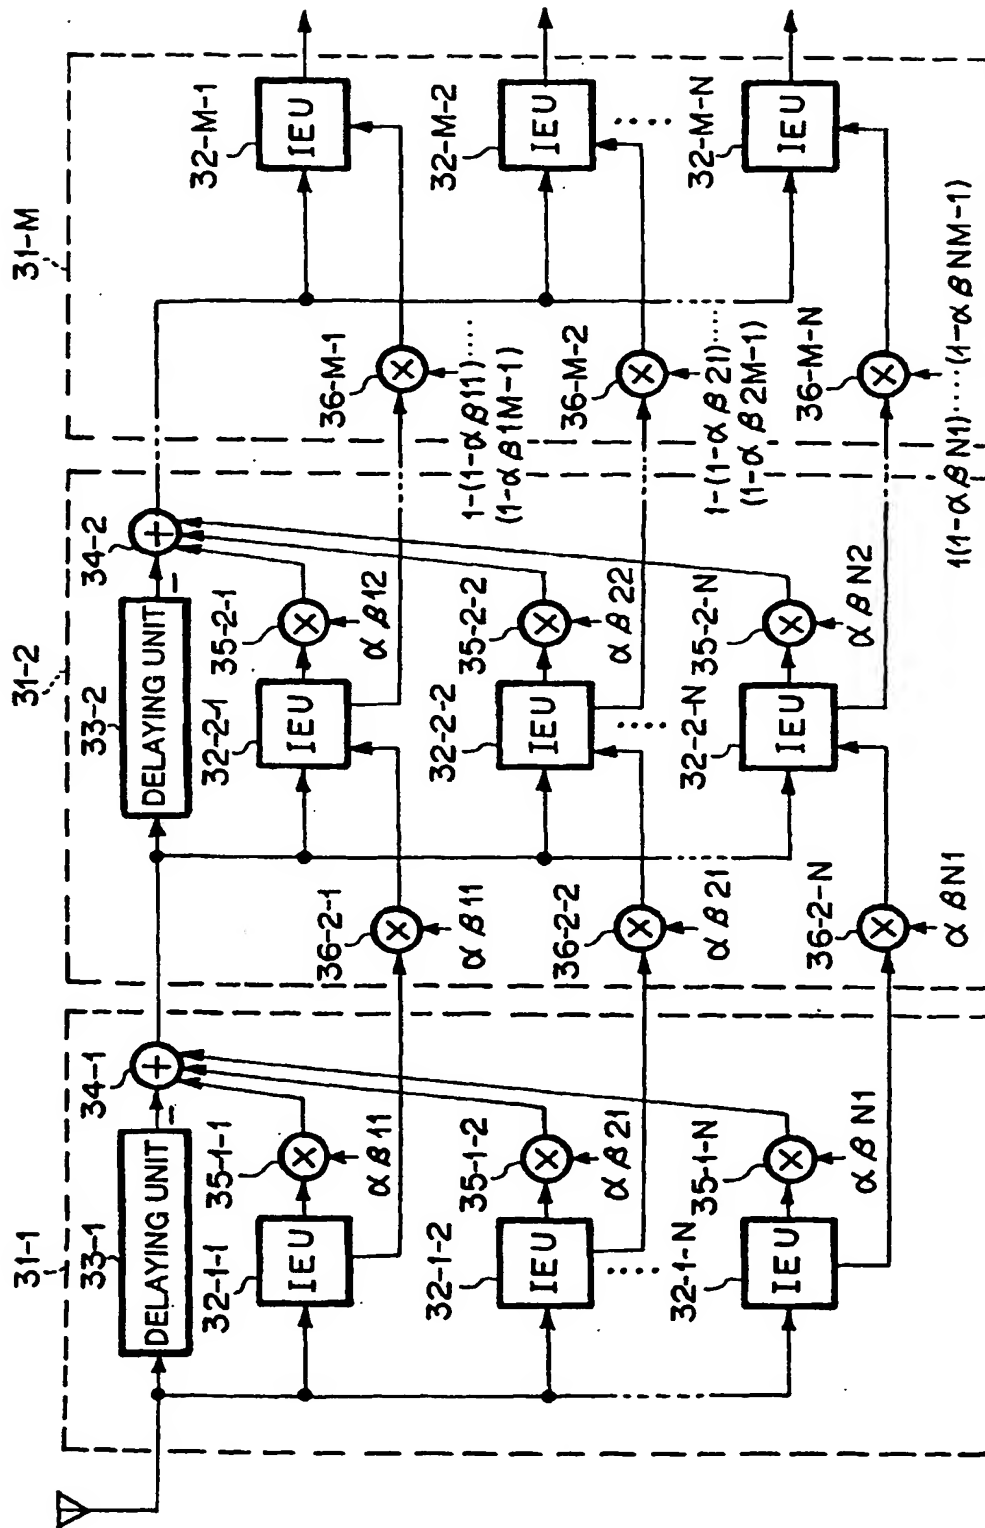 31-1
31-2
31-M
33-1
DELAYING UNIT
34-1
+
−
33-2
DELAYING UNIT
34-2
+
−
32-1-1
IEU
35-1-1
×
αβ11
36-2-1
×
αβ11
32-2-1
IEU
35-2-1
×
αβ12
36-M-1
×
1-(1-αβ11).....
(1-αβ1M-1)
32-M-1
IEU
32-1-2
IEU
35-1-2
×
αβ21
36-2-2
×
αβ21
32-2-2
IEU
35-2-2
×
αβ22
36-M-2
×
1-(1-αβ21)....
(1-αβ2M-1)
32-M-2
IEU
.....
.....
.....
32-1-N
IEU
35-1-N
×
αβN1
36-2-N
×
αβN1
32-2-N
IEU
35-2-N
×
αβN2
36-M-N
×
1(1-αβN1).....(1-αβNM-1)
32-M-N
IEU